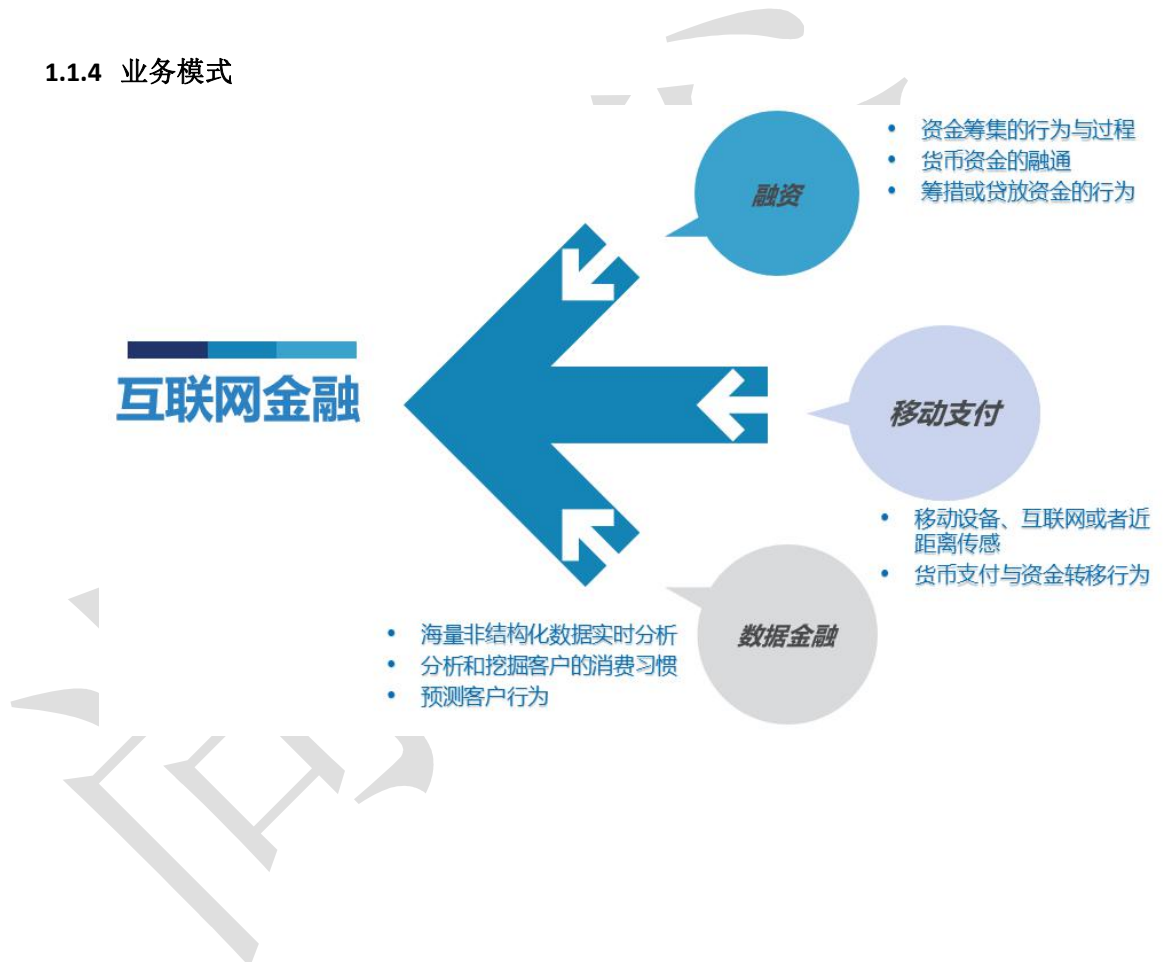 1.1.4 业务模式
融资
• 资金筹集的行为与过程
• 货币资金的融通
• 筹措或贷放资金的行为
互联网金融
移动支付
• 移动设备、互联网或者近
距离传感
• 货币支付与资金转移行为
数据金融
• 海量非结构化数据实时分析
• 分析和挖掘客户的消费习惯
• 预测客户行为